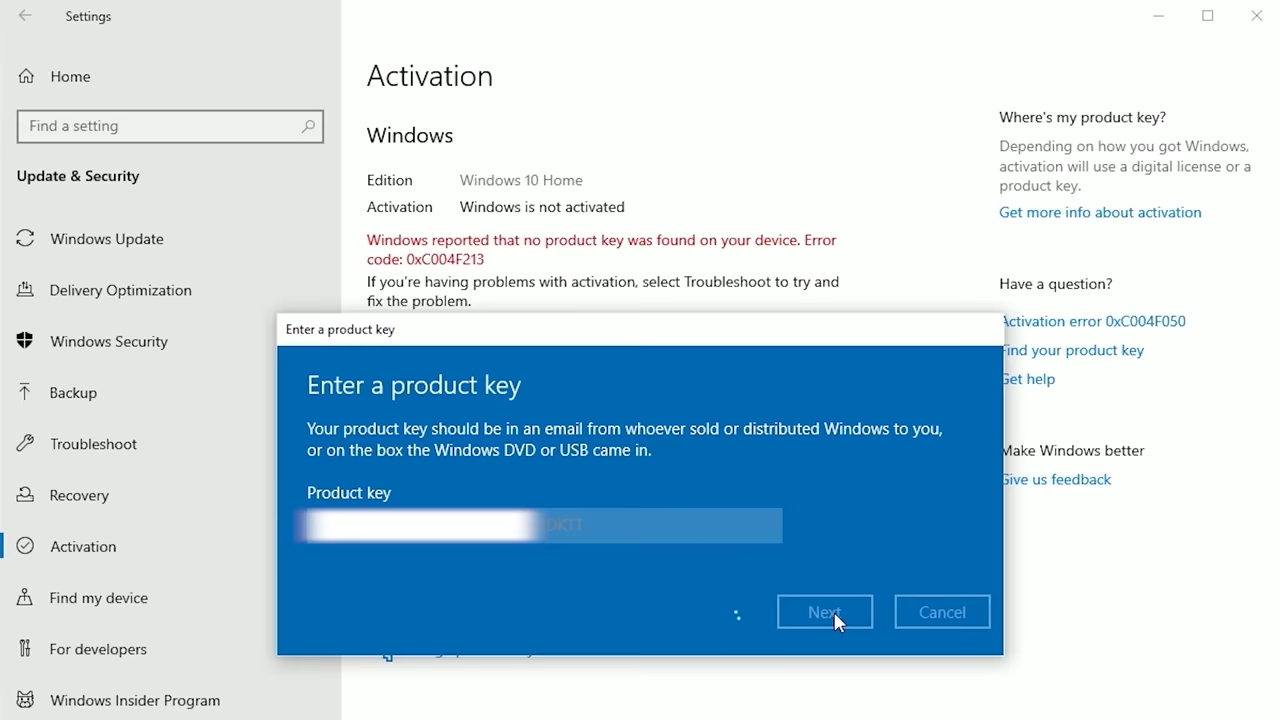 Settings
Home
Find a setting
Update & Security
Windows Update
Delivery Optimization
Windows Security
Backup
Troubleshoot
Recovery
Activation
Find my device
For developers
Windows Insider Program
Activation
Windows
Edition Windows 10 Home
Activation Windows is not activated
Windows reported that no product key was found on your device. Error
code: 0xC004F213
If you're having problems with activation, select Troubleshoot to try and
fix the problem.
Enter a product key
Enter a product key
Your product key should be in an email from whoever sold or distributed Windows to you,
or on the box the Windows DVD or USB came in.
Product key
DKTT
Next
Cancel
Where's my product key?
Depending on how you got Windows,
activation will use a digital license or a
product key.
Get more info about activation
Have a question?
Activation error 0xC004F050
Find your product key
Get help
Make Windows better
Give us feedback